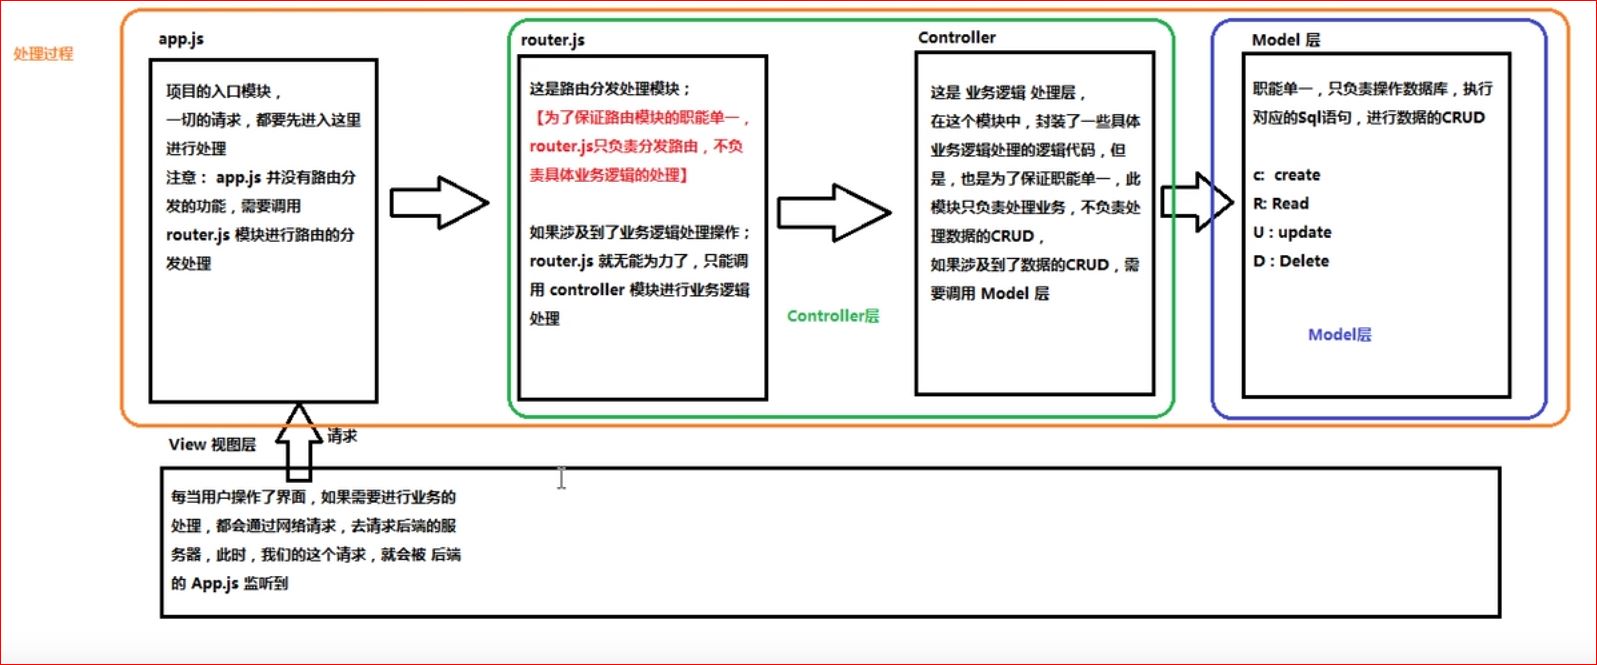 处理过程
app.js
项目的入口模块，
一切的请求，都要先进入这里
进行处理
注意： app.js 并没有路由分
发的功能，需要调用
router.js 模块进行路由的分
发处理
router.js
这是路由分发处理模块；
【为了保证路由模块的职能单一，
router.js只负责分发路由，不负
责具体业务逻辑的处理】
如果涉及到了业务逻辑处理操作；
router.js 就无能为力了，只能调
用 controller 模块进行业务逻辑
处理
Controller层
Controller
这是 业务逻辑 处理层，
在这个模块中，封装了一些具体
业务逻辑处理的逻辑代码，但
是，也是为了保证职能单一，此
模块只负责处理业务，不负责处
理数据的CRUD，
如果涉及到了数据的CRUD，需
要调用 Model 层
Model 层
职能单一，只负责操作数据库，执行
对应的Sql语句，进行数据的CRUD
c: create
R: Read
U : update
D : Delete
Model层
View 视图层
请求
每当用户操作了界面，如果需要进行业务的
处理，都会通过网络请求，去请求后端的服
务器，此时，我们的这个请求，就会被 后端
的 App.js 监听到